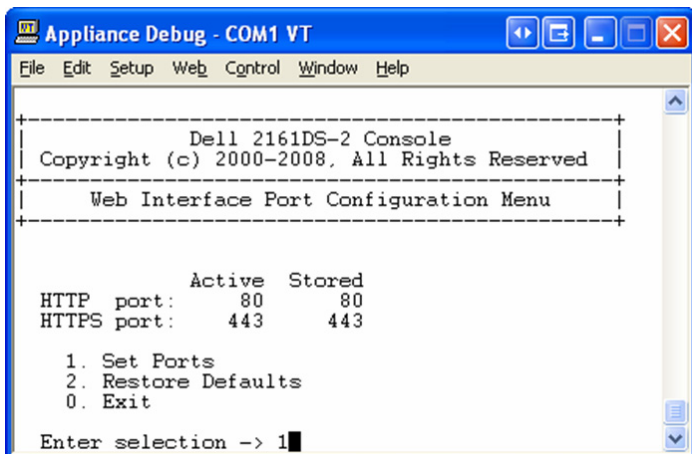 Appliance Debug - COM1 VT
File Edit Setup Web Control Window Help
Dell 2161DS-2 Console
Copyright (c) 2000-2008, All Rights Reserved
Web Interface Port Configuration Menu
Active Stored
HTTP port: 80 80
HTTPS port: 443 443
1. Set Ports
2. Restore Defaults
0. Exit
Enter selection -> 1